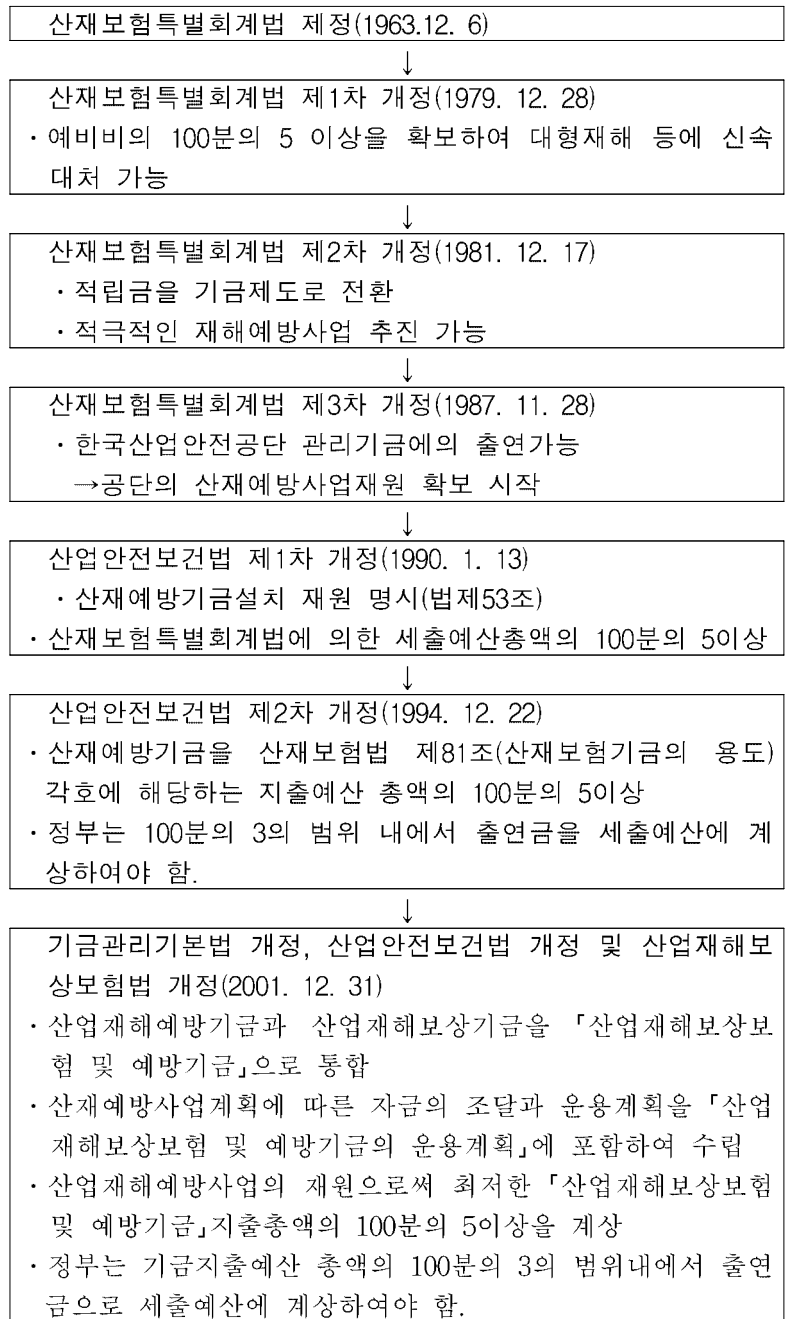 산재보험특별회계법 제정(1963.12. 6)
↓
산재보험특별회계법 제1차 개정(1979. 12. 28)
·예비비의 100분의 5 이상을 확보하여 대형재해 등에 신속
대처 가능
↓
산재보험특별회계법 제2차 개정(1981. 12. 17)
·적립금을 기금제도로 전환
·적극적인 재해예방사업 추진 가능
↓
산재보험특별회계법 제3차 개정(1987. 11. 28)
·한국산업안전공단 관리기금에의 출연가능
→공단의 산재예방사업재원 확보 시작
↓
산업안전보건법 제1차 개정(1990. 1. 13)
·산재예방기금설치 재원 명시(법제53조)
·산재보험특별회계법에 의한 세출예산총액의 100분의 5이상
↓
산업안전보건법 제2차 개정(1994. 12. 22)
·산재예방기금을 산재보험법 제81조(산재보험기금의 용도)
각호에 해당하는 지출예산 총액의 100분의 5이상
·정부는 100분의 3의 범위 내에서 출연금을 세출예산에 계
상하여야 함.
↓
기금관리기본법 개정, 산업안전보건법 개정 및 산업재해보
상보험법 개정(2001. 12. 31)
·산업재해예방기금과 산업재해보상기금을 「산업재해보상보
험 및 예방기금」으로 통합
·산재예방사업계획에 따른 자금의 조달과 운용계획을 「산업
재해보상보험 및 예방기금의 운용계획」에 포함하여 수립
·산업재해예방사업의 재원으로써 최저한 「산업재해보상보험
및 예방기금」지출총액의 100분의 5이상을 계상
·정부는 기금지출예산 총액의 100분의 3의 범위내에서 출연
금으로 세출예산에 계상하여야 함.